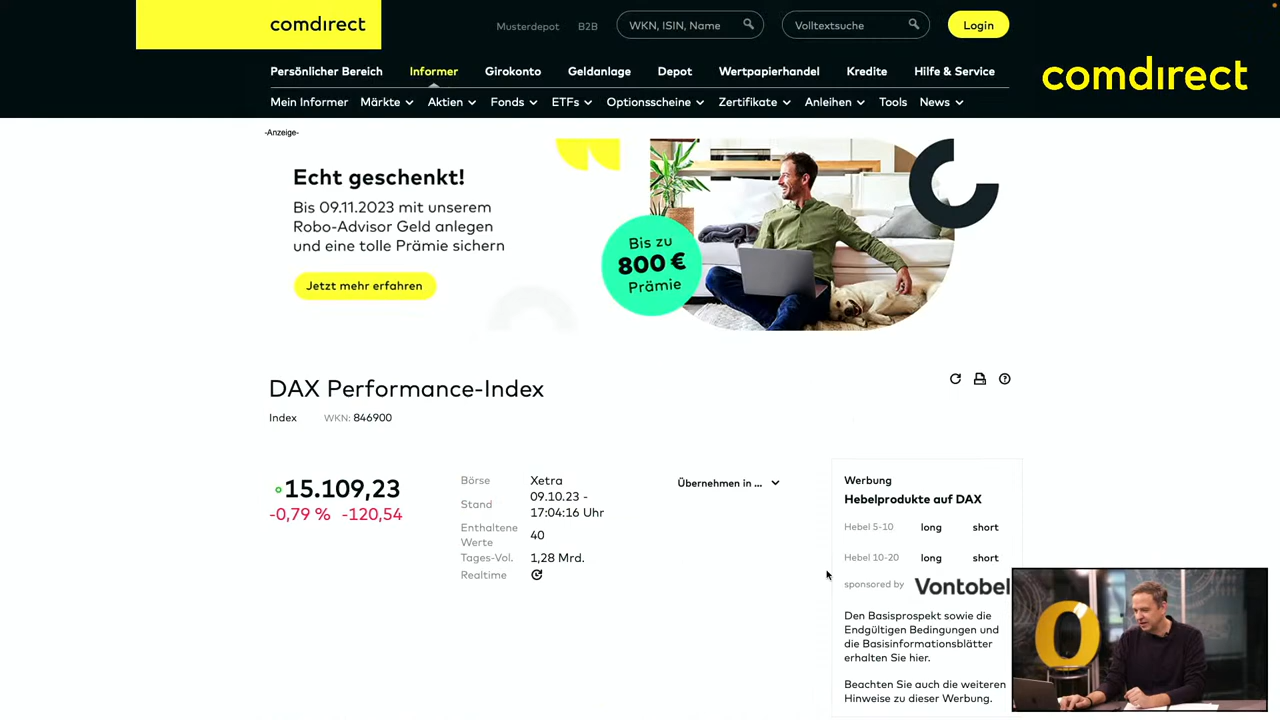 comdirect
Musterdepot
B2B
WKN, ISIN, Name
Volltextsuche
Login
Persönlicher Bereich
Informer
Girokonto
Geldanlage
Depot
Wertpapierhandel
Kredite
Hilfe & Service
comdirect
Mein Informer
Märkte
Aktien
Fonds
ETFs
Optionsscheine
Zertifikate
Anleihen
Tools
News
-Anzeige-
Echt geschenkt!
Bis 09.11.2023 mit unserem
Robo-Advisor Geld anlegen
und eine tolle Prämie sichern
Jetzt mehr erfahren
Bis zu
800 €
Prämie
DAX Performance-Index
Index
WKN: 846900
15.109,23
-0,79 % -120,54
Börse
Xetra
Stand
09.10.23 -
17:04:16 Uhr
Enthaltene
Werte
40
Tages-Vol.
1,28 Mrd.
Realtime
Übernehmen in ...
Werbung
Hebelprodukte auf DAX
Hebel 5-10 long short
Hebel 10-20 long short
sponsored by Vontobel
Den Basisprospekt sowie die
Endgültigen Bedingungen und
die Basisinformationsblätter
erhalten Sie hier.
Beachten Sie auch die weiteren
Hinweise zu dieser Werbung.